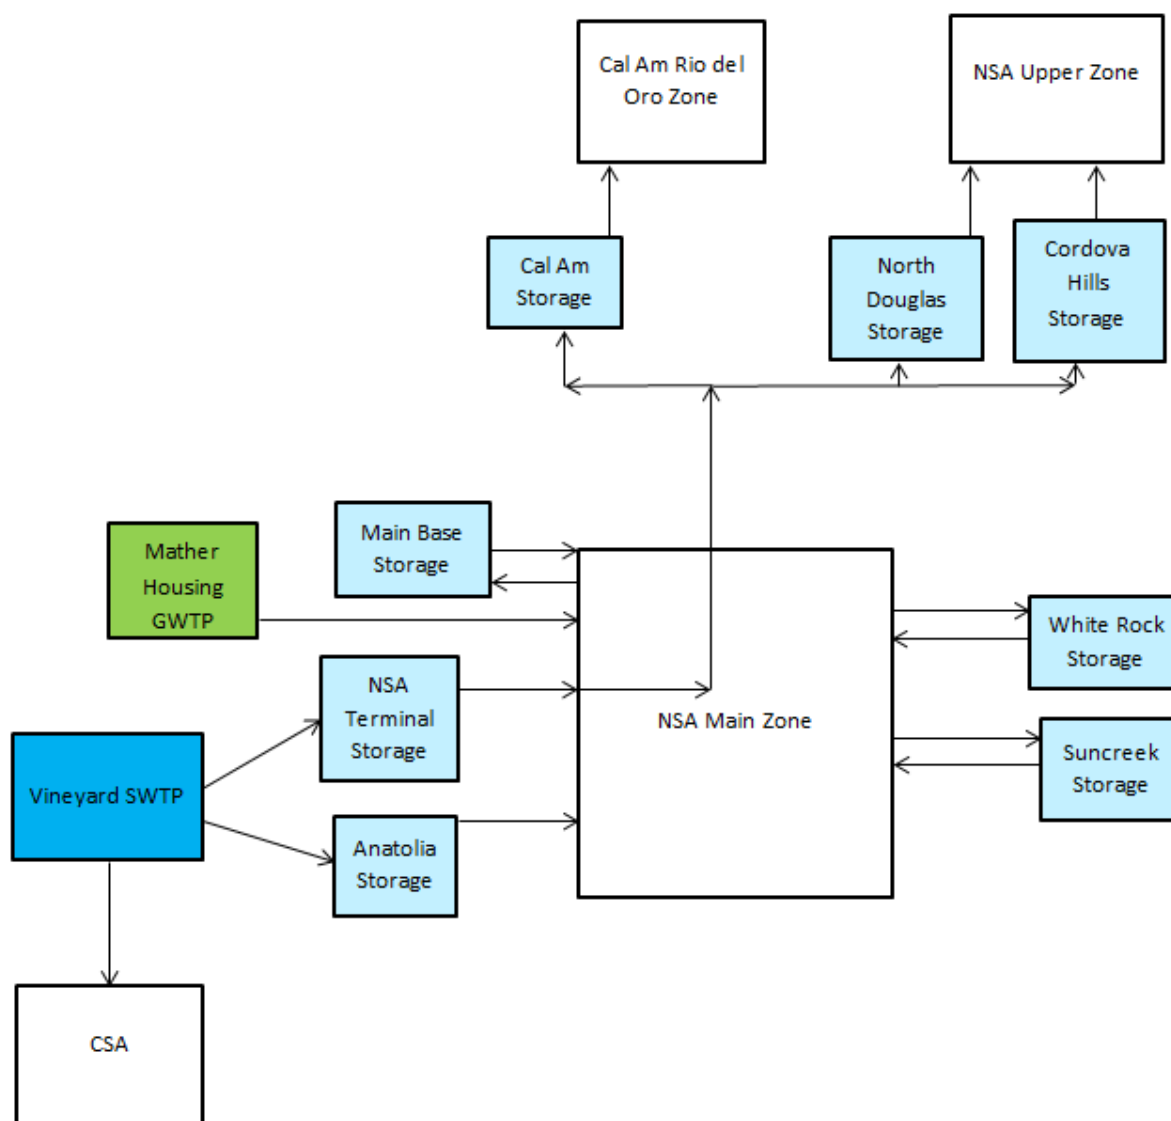 Cal Am Rio del
Oro Zone
NSA Upper Zone
Cal Am
Storage
North
Douglas
Storage
Cordova
Hills
Storage
Mather
Housing
GWTP
Main Base
Storage
NSA
Terminal
Storage
NSA Main Zone
White Rock
Storage
Suncreek
Storage
Vineyard SWTP
Anatolia
Storage
CSA